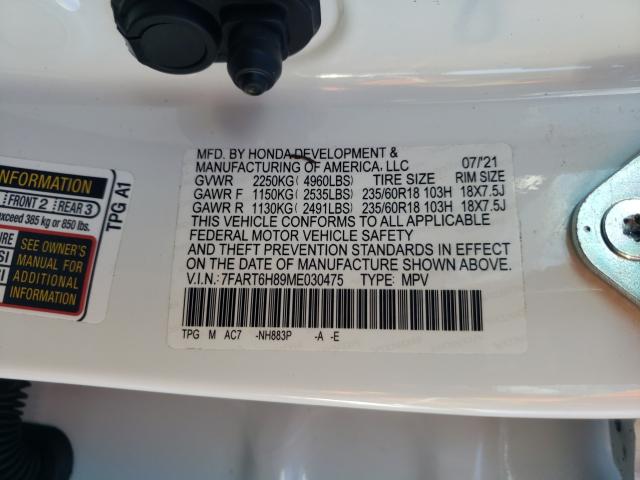 MFD. BY HONDA DEVELOPMENT &
MANUFACTURING OF AMERICA, LLC 07/21
GVWR 2250KG( 4960LBS) TIRE SIZE RIM SIZE
GAWR F 1150KG( 2535LBS) 235/60R18 103H 18X7.5J
GAWR R 1130KG( 2491LBS) 235/60R18 103H 18X7.5J
THIS VEHICLE CONFORMS TO ALL APPLICABLE
FEDERAL MOTOR VEHICLE SAFETY
AND THEFT PREVENTION STANDARDS IN EFFECT
ON THE DATE OF MANUFACTURE SHOWN ABOVE.
V.I.N.:7FART6H89ME030475 TYPE: MPV
TPG M AC7 -NH883P -A -E
FRONT 2 REAR 3
exceed 385 kg or 850 lbs.
SEE OWNER'S
MANUAL FOR
ADDITIONAL
INFORMATION
TPG A1